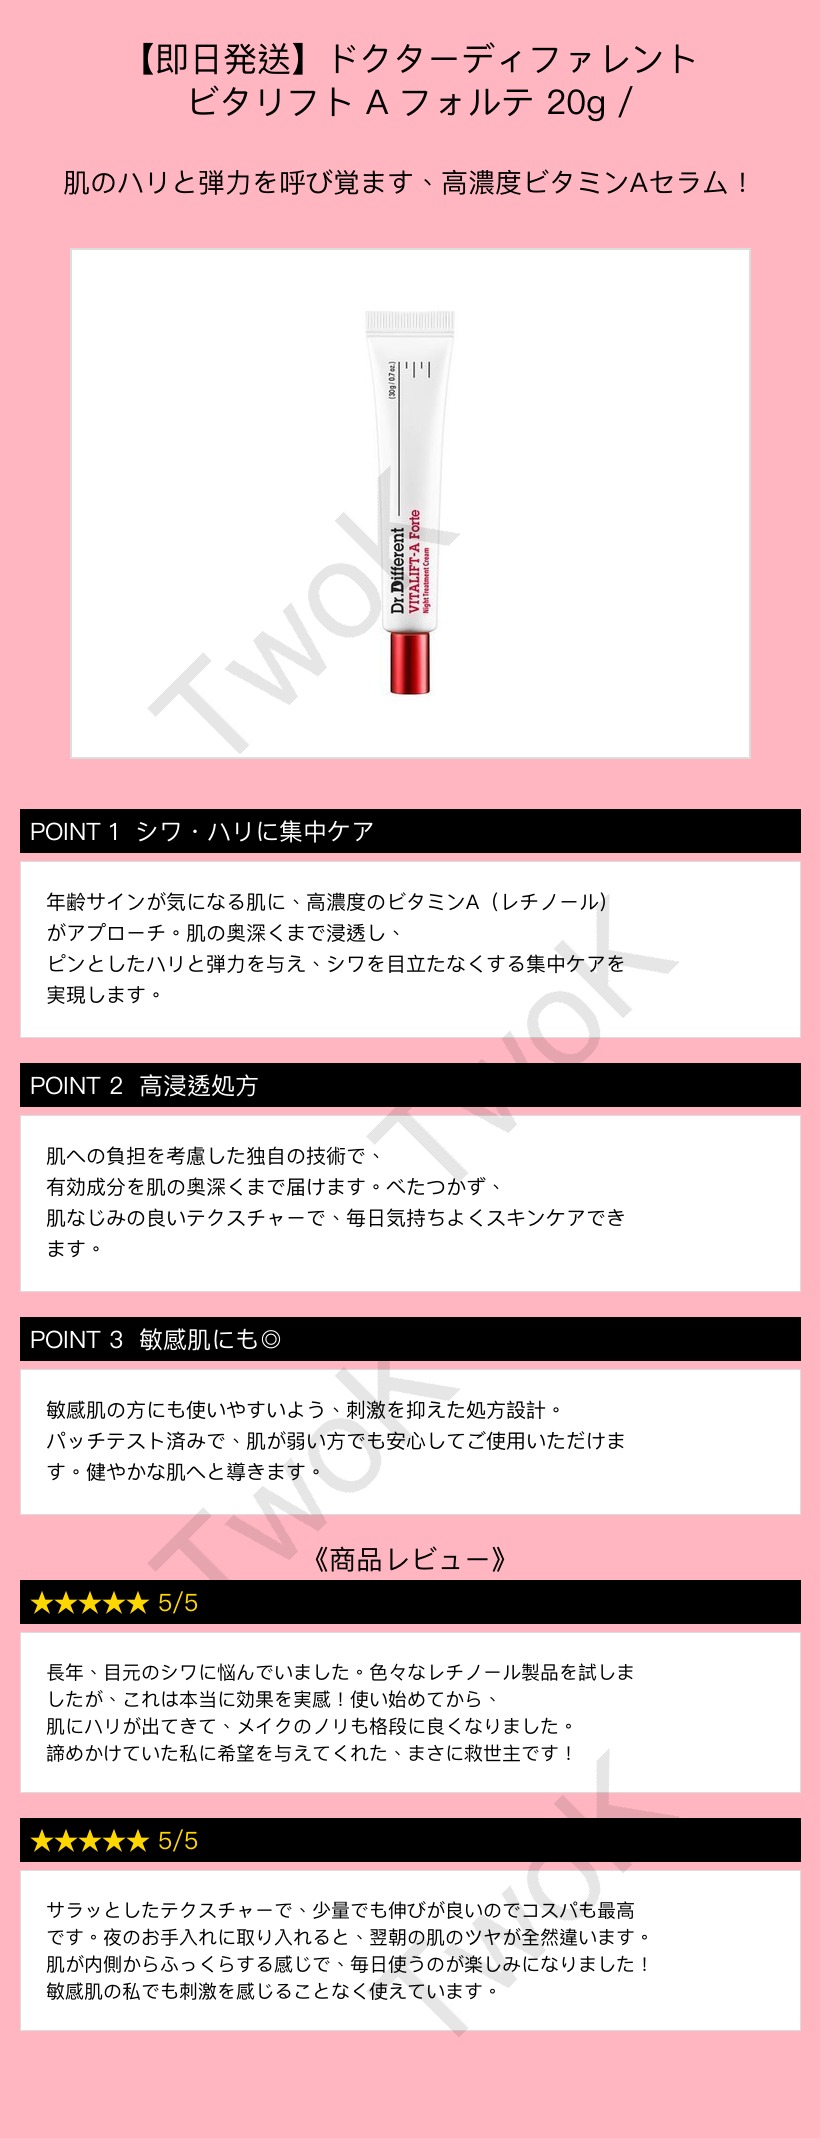 【即日発送】ドクターディファレント
ビタリフト A フォルテ 20g /
肌のハリと弾力を呼び覚ます、高濃度ビタミンAセラム！
(30g / 0.7 oz.)
Dr.Different
VITALIFT-A Forte
Night Treatment Cream
TwoK
POINT 1 シワ・ハリに集中ケア
年齢サインが気になる肌に、高濃度のビタミンA（レチノール）
がアプローチ。肌の奥深くまで浸透し、
ピンとしたハリと弾力を与え、シワを目立たなくする集中ケアを
実現します。
TwoK
POINT 2 高浸透処方
肌への負担を考慮した独自の技術で、
有効成分を肌の奥深くまで届けます。べたつかず、
肌なじみの良いテクスチャーで、毎日気持ちよくスキンケアでき
ます。
POINT 3 敏感肌にも◎
敏感肌の方にも使いやすいよう、刺激を抑えた処方設計。
パッチテスト済みで、肌が弱い方でも安心してご使用いただけま
す。健やかな肌へと導きます。
TwoK
《商品レビュー》
★★★★★ 5/5
長年、目元のシワに悩んでいました。色々なレチノール製品を試しま
したが、これは本当に効果を実感！使い始めてから、
肌にハリが出てきて、メイクのノリも格段に良くなりました。
諦めかけていた私に希望を与えてくれた、まさに救世主です！
★★★★★ 5/5
サラッとしたテクスチャーで、少量でも伸びが良いのでコスパも最高
です。夜のお手入れに取り入れると、翌朝の肌のツヤが全然違います。
肌が内側からふっくらする感じで、毎日使うのが楽しみになりました！
敏感肌の私でも刺激を感じることなく使えています。
TwoK